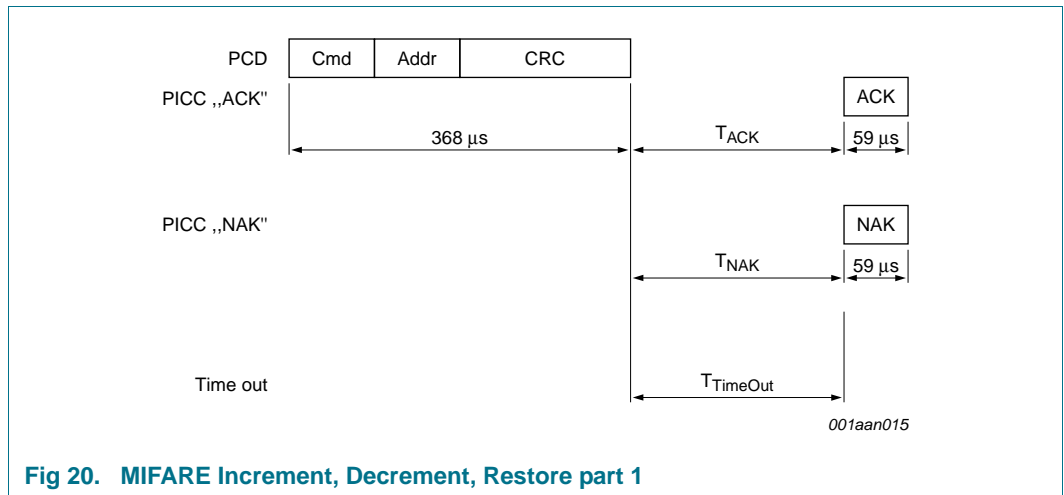 PCD Cmd Addr CRC
PICC ,,ACK" ACK
368 μs TACK 59 μs
PICC ,,NAK" NAK
TNAK 59 μs
Time out TTimeOut
001aan015
Fig 20. MIFARE Increment, Decrement, Restore part 1